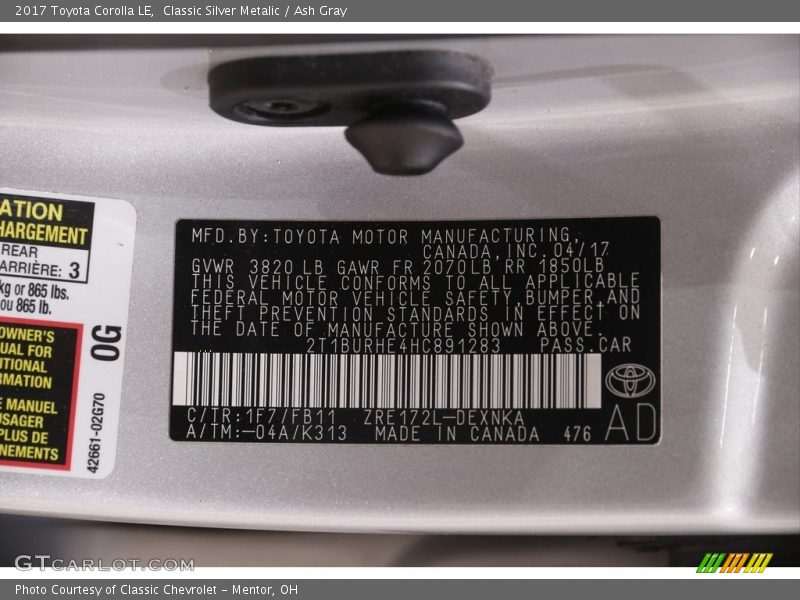 2017 Toyota Corolla LE,  Classic Silver Metalic / Ash Gray
ATION
HARGEMENT
REAR
ARRIÈRE: 3
kg or 865 lbs.
ou 865 lb.
OWNER'S
UAL FOR
ITIONAL
RMATION
E MANUEL
USAGER
PLUS DE
NEMENTS
0G
42661-02G70
MFD.BY:TOYOTA MOTOR MANUFACTURING,
CANADA,INC.04/17
GVWR 3820 LB GAWR FR 2070LB RR 1850LB
THIS VEHICLE CONFORMS TO ALL APPLICABLE
FEDERAL MOTOR VEHICLE SAFETY,BUMPER,AND
THEFT PREVENTION STANDARDS IN EFFECT ON
THE DATE OF MANUFACTURE SHOWN ABOVE.
2T1BURHE4HC891283 PASS.CAR
C/TR:1F7/FB11 ZRE172L-DEXNKA
A/TM:-04A/K313 MADE IN CANADA 476
AD
GTCARLOT.COM
Photo Courtesy of Classic Chevrolet - Mentor, OH